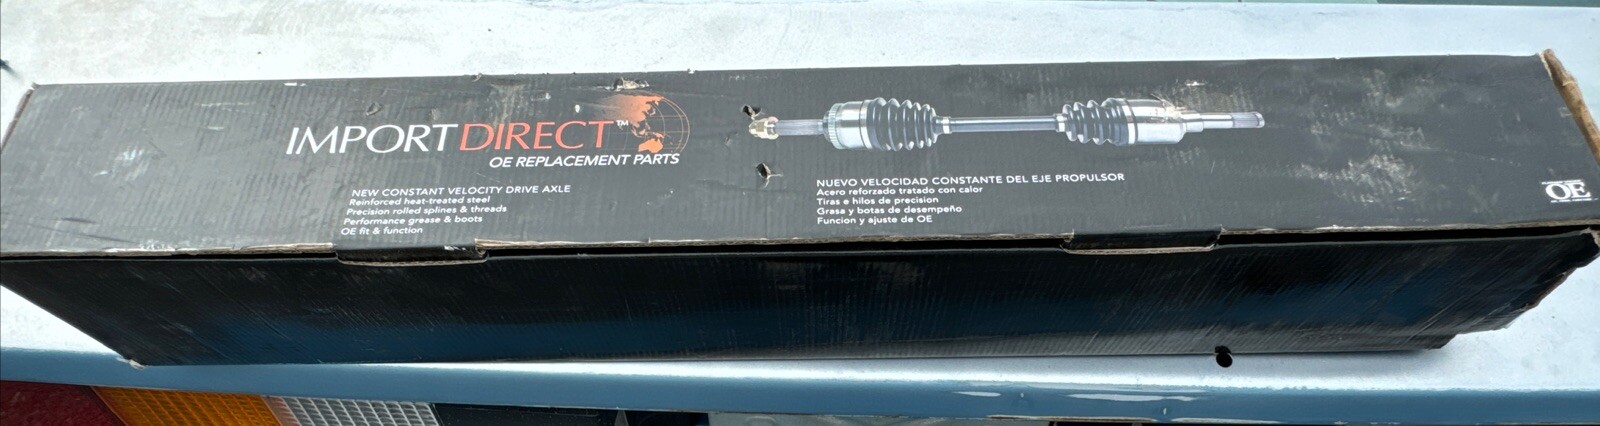 IMPORTDIRECT™
OE REPLACEMENT PARTS
NEW CONSTANT VELOCITY DRIVE AXLE
Reinforced heat-treated steel
Precision rolled splines & threads
Performance grease & boots
OE fit & function
NUEVO VELOCIDAD CONSTANTE DEL EJE PROPULSOR
Acero reforzado tratado con calor
Tiras e hilos de precision
Grasa y botas de desempeño
Funcion y ajuste de OE
OE